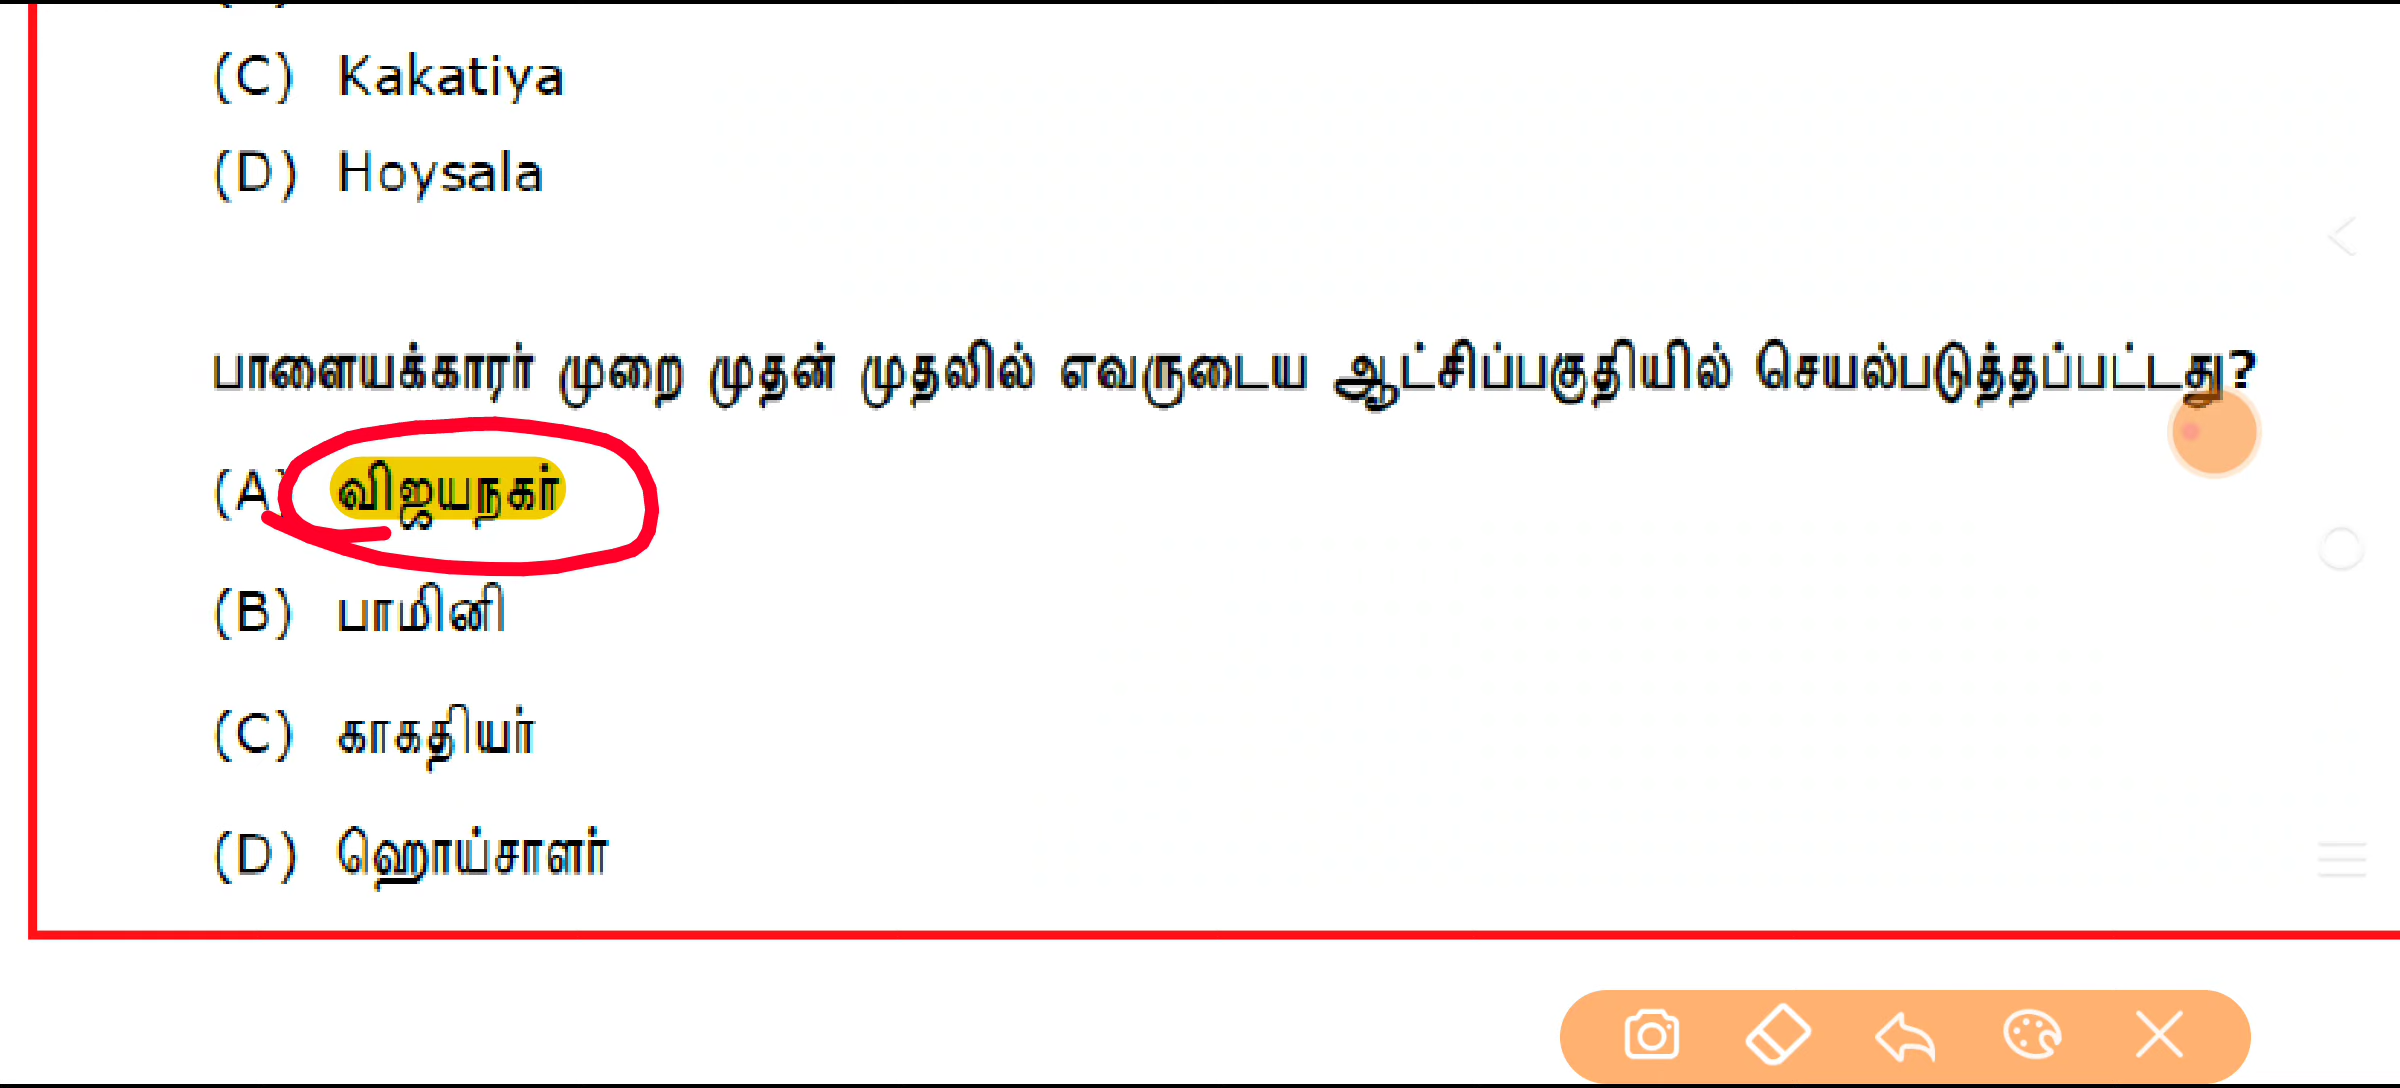 (C) Kakatiya
(D) Hoysala
பாளையக்காரர் முறை முதன் முதலில் எவருடைய ஆட்சிப்பகுதியில் செயல்படுத்தப்பட்டது?
(A) விஜயநகர்
(B) பாமினி
(C) காகதியர்
(D) ஹொய்சாளர்